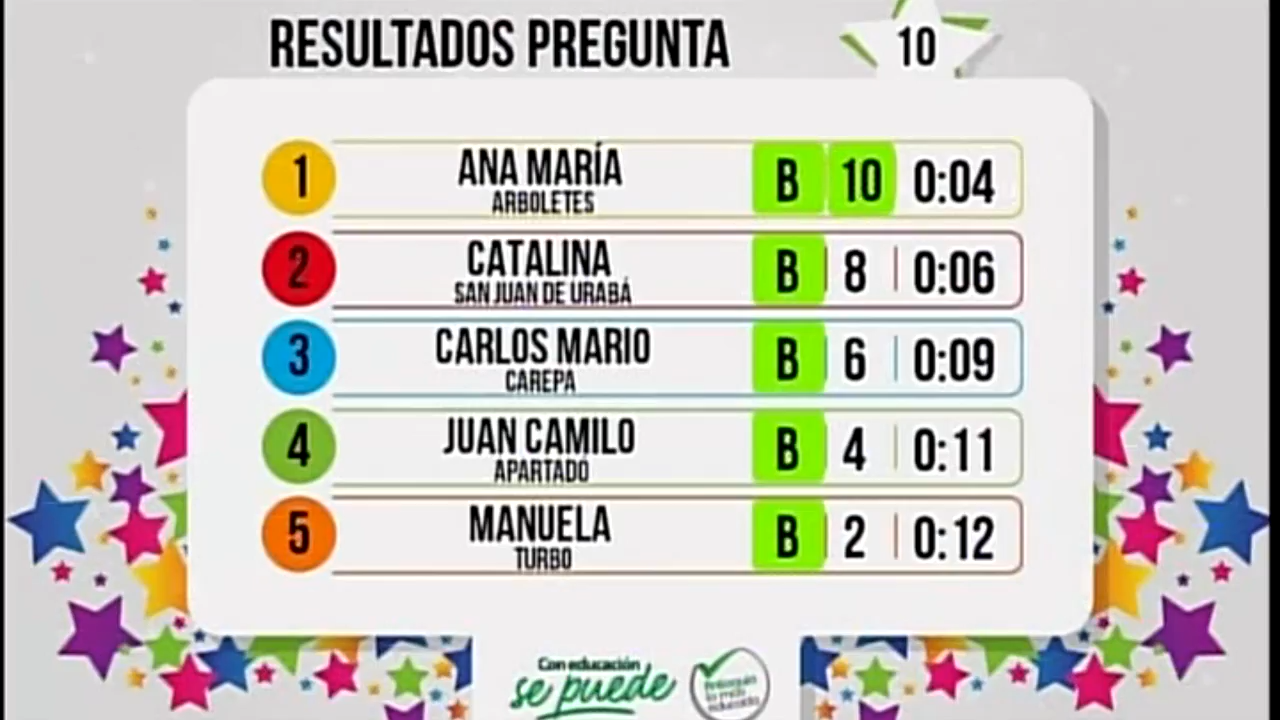 RESULTADOS PREGUNTA
10
1 ANA MARÍA B 10 0:04
ARBOLETES
2 CATALINA B 8 0:06
SAN JUAN DE URABÁ
3 CARLOS MARIO B 6 0:09
CAREPA
4 JUAN CAMILO B 4 0:11
APARTADO
5 MANUELA B 2 0:12
TURBO
Con educación
se puede